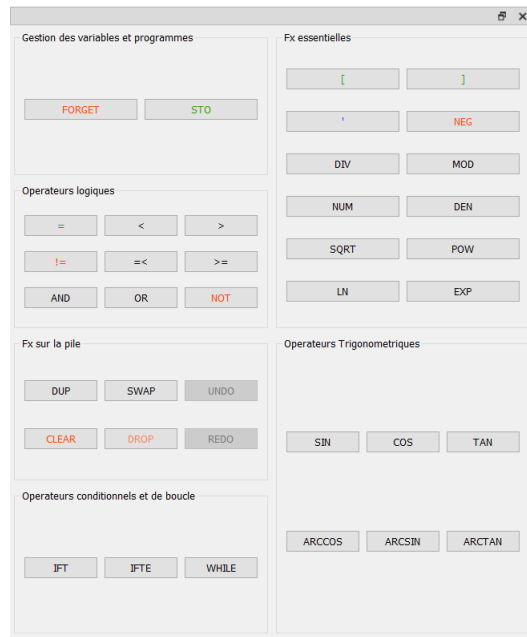 Gestion des variables et programmes
FORGET STO
Operateurs logiques
= < >
!= =< >=
AND OR NOT
Fx sur la pile
DUP SWAP UNDO
CLEAR DROP REDO
Operateurs conditionnels et de boucle
IFT IFTE WHILE
Fx essentielles
[ ]
' NEG
DIV MOD
NUM DEN
SQRT POW
LN EXP
Operateurs Trigonometriques
SIN COS TAN
ARCCOS ARCSIN ARCTAN